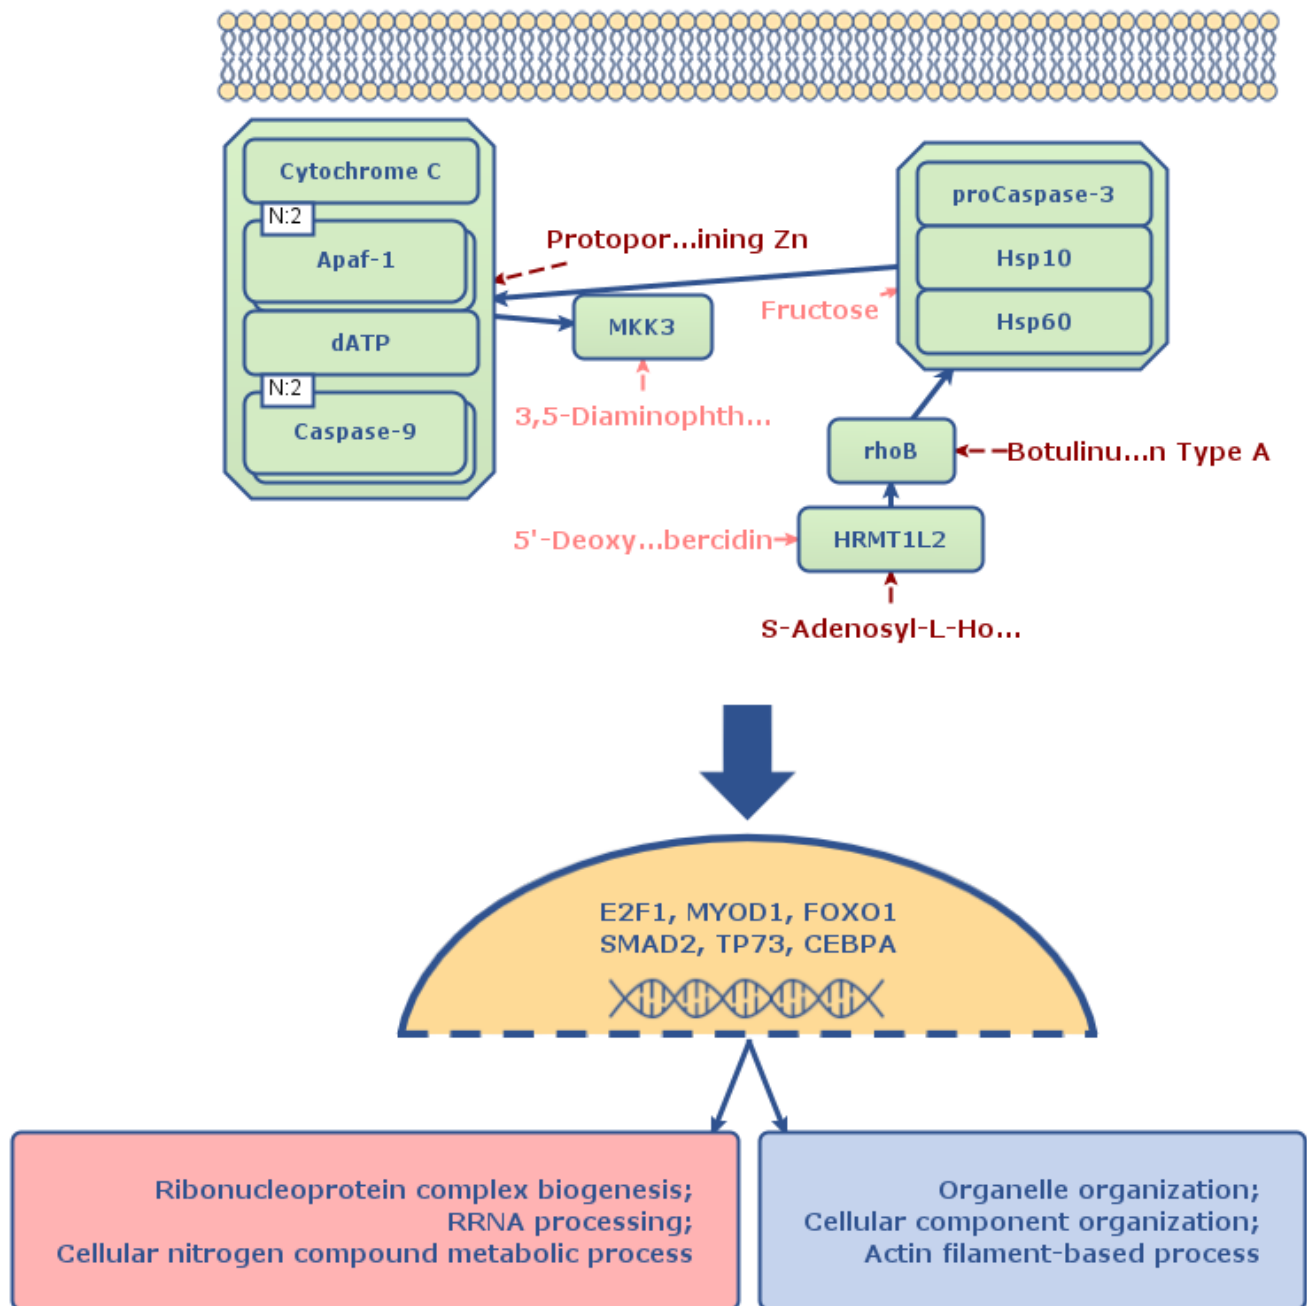 Cytochrome C
N:2
Apaf-1
dATP
N:2
Caspase-9
Protopor...ining Zn
MKK3
3,5-Diaminophth...
proCaspase-3
Hsp10
Hsp60
Fructose
rhoB
Botulinu...n Type A
5'-Deoxy...bercidin
HRMT1L2
S-Adenosyl-L-Ho...
E2F1, MYOD1, FOXO1
SMAD2, TP73, CEBPA
Ribonucleoprotein complex biogenesis;
RRNA processing;
Cellular nitrogen compound metabolic process
Organelle organization;
Cellular component organization;
Actin filament-based process